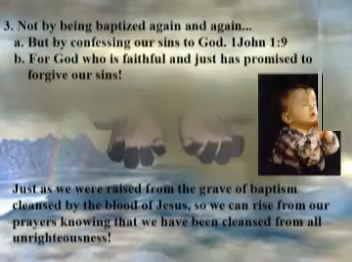 3. Not by being baptized again and again...
a. But by confessing our sins to God. 1John 1:9
b. For God who is faithful and just has promised to
forgive our sins!
Just as we were raised from the grave of baptism
cleansed by the blood of Jesus, so we can rise from our
prayers knowing that we have been cleansed from all
unrighteousness!